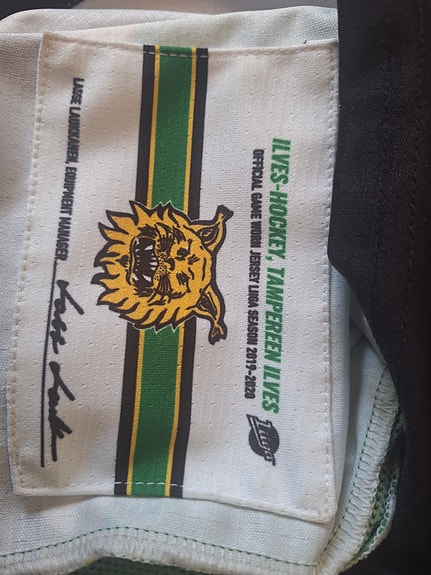 ILVES-HOCKEY, TAMPEREEN ILVES
OFFICIAL GAME WORN JERSEY LIIGA SEASON 2019-2020
Liiga
LASSE LAUKKANEN, EQUIPMENT MANAGER